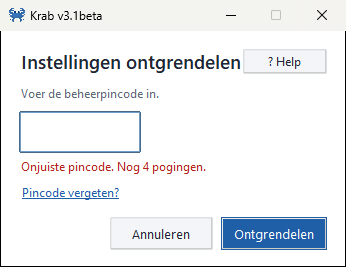 Krab v3.1beta
Instellingen ontgrendelen
? Help
Voer de beheerpincode in.
Onjuiste pincode. Nog 4 pogingen.
Pincode vergeten?
Annuleren
Ontgrendelen